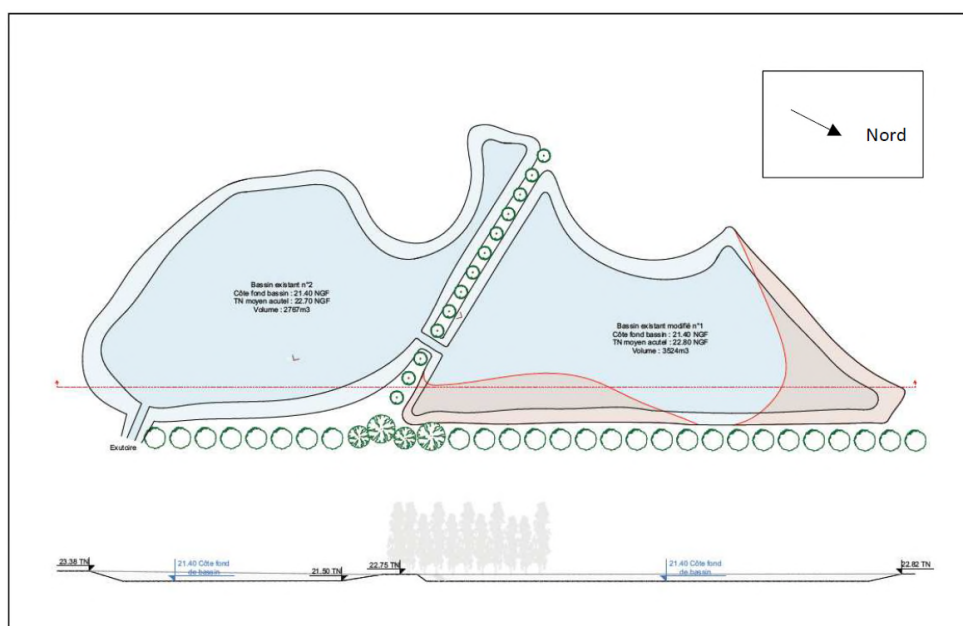 Nord
Bassin existant n°2
Côte fond bassin : 21.40 NGF
TN moyen acutel : 22.70 NGF
Volume : 2767m3
Bassin existant modifié n°1
Côte fond bassin : 21.40 NGF
TN moyen acutel : 22.80 NGF
Volume : 3524m3
Exutoire
23.38 TN
21.40 Côte fond
de bassin
21.50 TN
22.75 TN
21.40 Côte fond
de bassin
22.82 TN